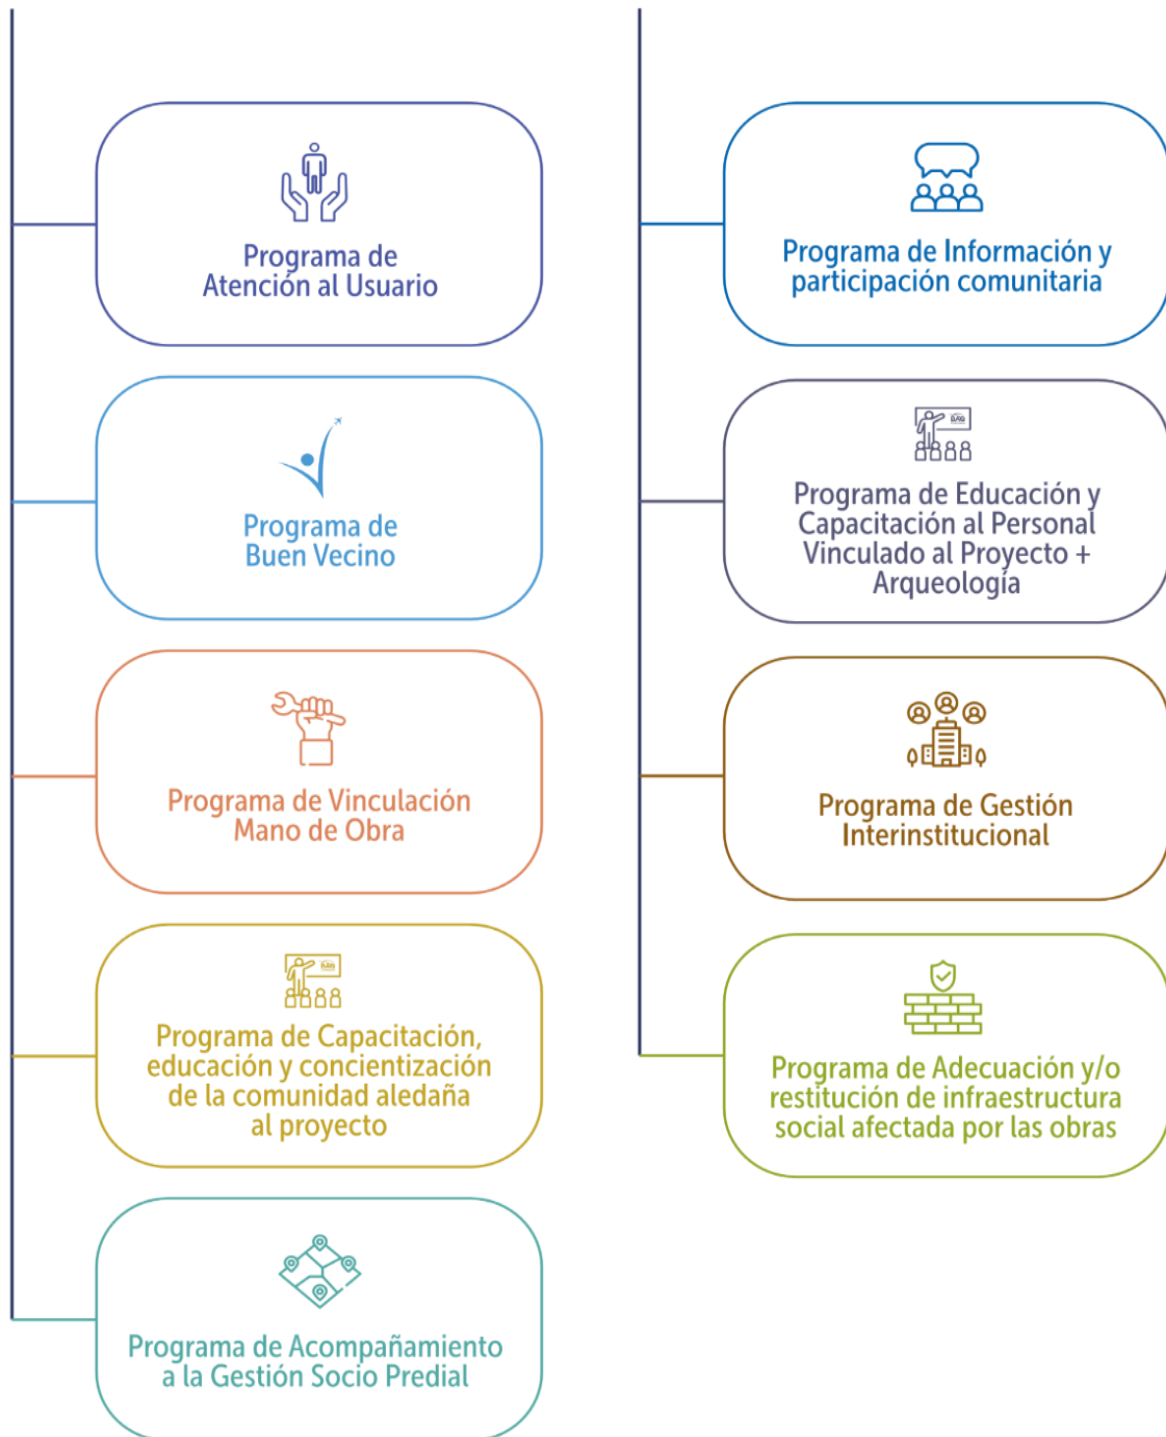 Programa de
Atención al Usuario
Programa de
Buen Vecino
Programa de Vinculación
Mano de Obra
Programa de Capacitación,
educación y concientización
de la comunidad aledaña
al proyecto
Programa de Acompañamiento
a la Gestión Socio Predial
Programa de Información y
participación comunitaria
Programa de Educación y
Capacitación al Personal
Vinculado al Proyecto +
Arqueología
Programa de Gestión
Interinstitucional
Programa de Adecuación y/o
restitución de infraestructura
social afectada por las obras